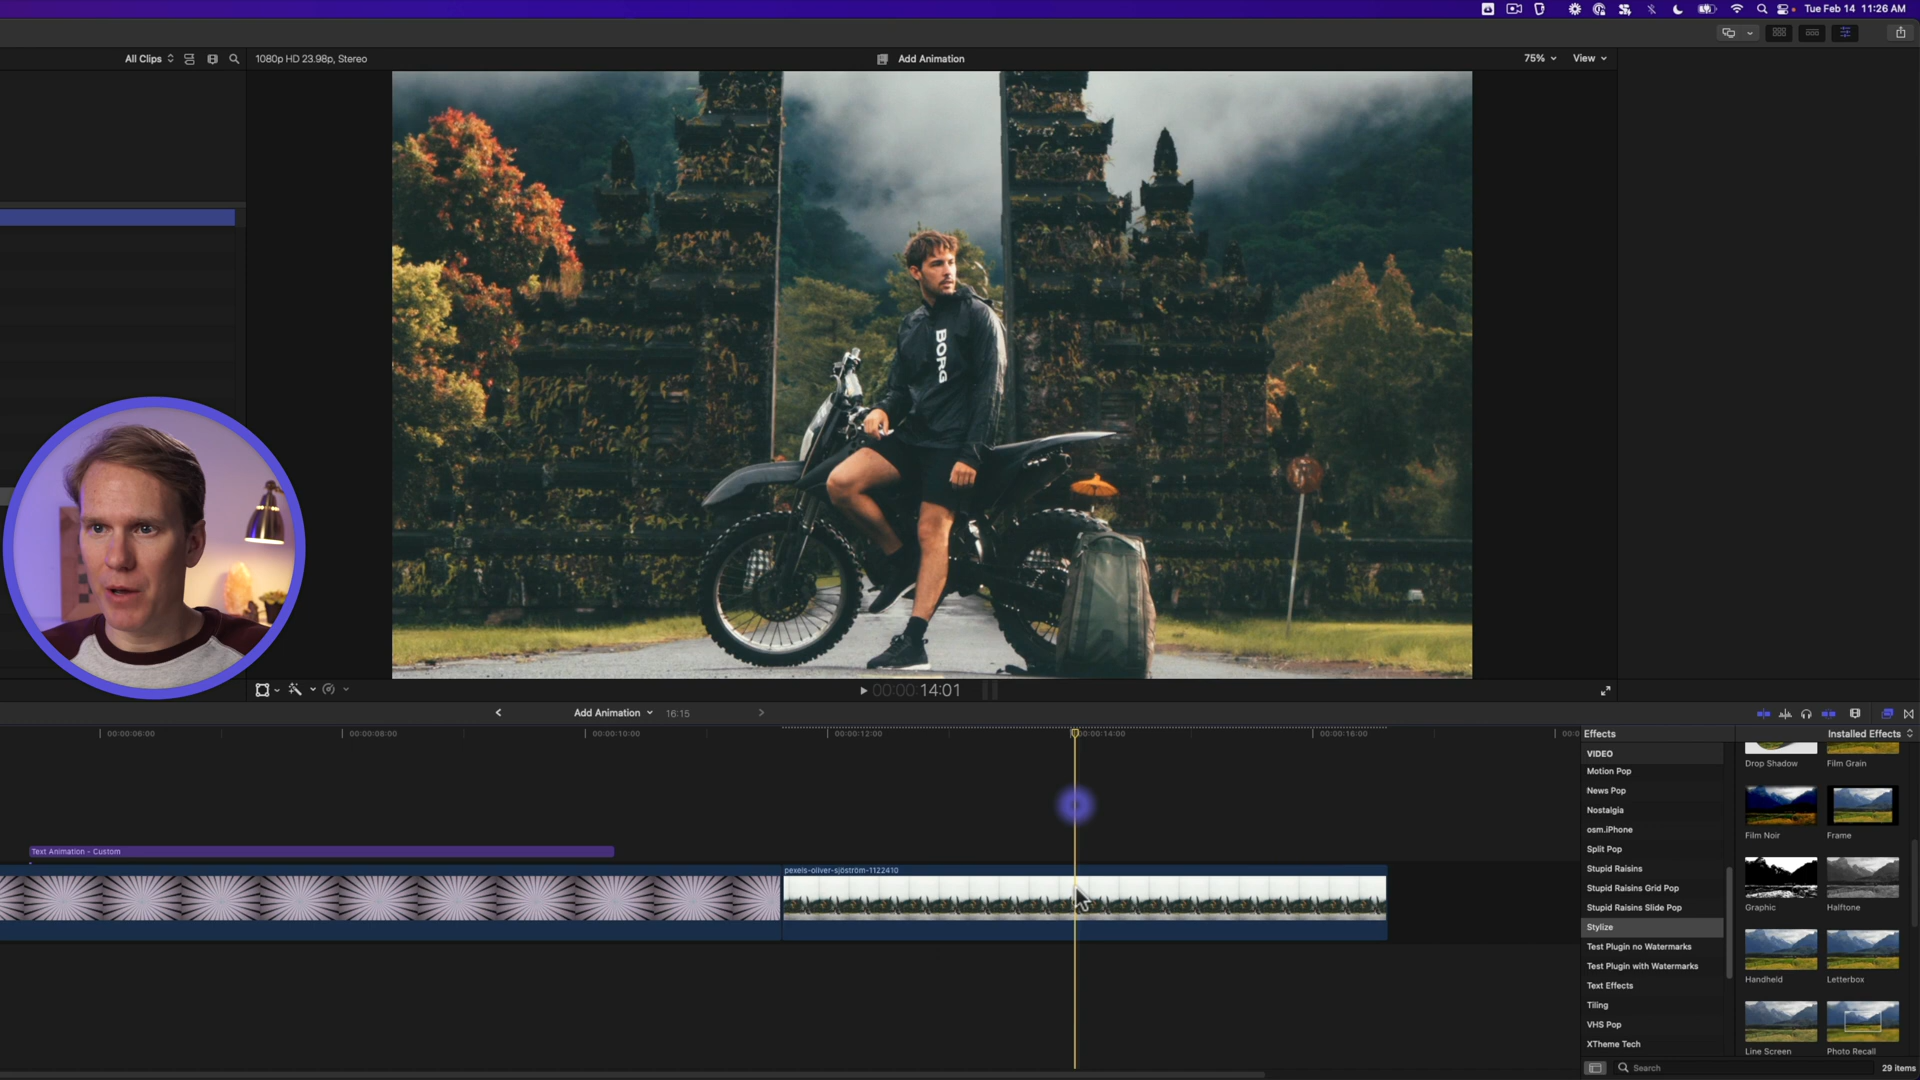 Tue Feb 14 11:26 AM
All Clips
1080p HD 23.98p, Stereo
Add Animation
75%
View
BORG
00:00:14:01
Add Animation
16:15
00:00:06:00
00:00:08:00
00:00:10:00
00:00:12:00
00:00:14:00
00:00:16:00
Effects
Installed Effects
VIDEO
Motion Pop
News Pop
Nostalgia
osm.iPhone
Split Pop
Stupid Raisins
Stupid Raisins Grid Pop
Stupid Raisins Slide Pop
Stylize
Test Plugin no Watermarks
Test Plugin with Watermarks
Text Effects
Tiling
VHS Pop
XTheme Tech
Drop Shadow
Film Grain
Film Noir
Frame
Graphic
Halftone
Handheld
Letterbox
Line Screen
Photo Recall
Text Animation - Custom
pexels-oliver-sjöström-1122410
Search
29 items